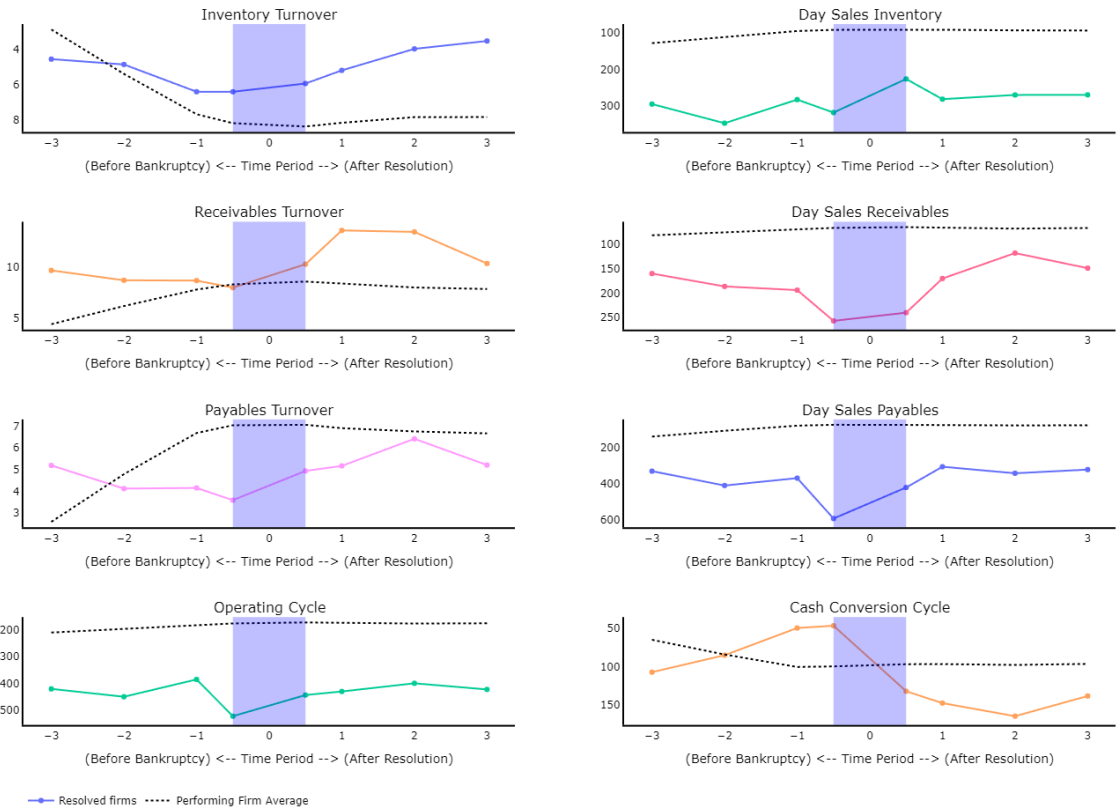 Inventory Turnover
4
6
8
−3 −2 −1 0 1 2 3
(Before Bankruptcy) <-- Time Period --> (After Resolution)
Day Sales Inventory
100
200
300
−3 −2 −1 0 1 2 3
(Before Bankruptcy) <-- Time Period --> (After Resolution)
Receivables Turnover
10
5
−3 −2 −1 0 1 2 3
(Before Bankruptcy) <-- Time Period --> (After Resolution)
Day Sales Receivables
100
150
200
250
−3 −2 −1 0 1 2 3
(Before Bankruptcy) <-- Time Period --> (After Resolution)
Payables Turnover
7
6
5
4
3
−3 −2 −1 0 1 2 3
(Before Bankruptcy) <-- Time Period --> (After Resolution)
Day Sales Payables
200
400
600
−3 −2 −1 0 1 2 3
(Before Bankruptcy) <-- Time Period --> (After Resolution)
Operating Cycle
200
300
400
500
−3 −2 −1 0 1 2 3
(Before Bankruptcy) <-- Time Period --> (After Resolution)
Cash Conversion Cycle
50
100
150
−3 −2 −1 0 1 2 3
(Before Bankruptcy) <-- Time Period --> (After Resolution)
Resolved firms Performing Firm Average